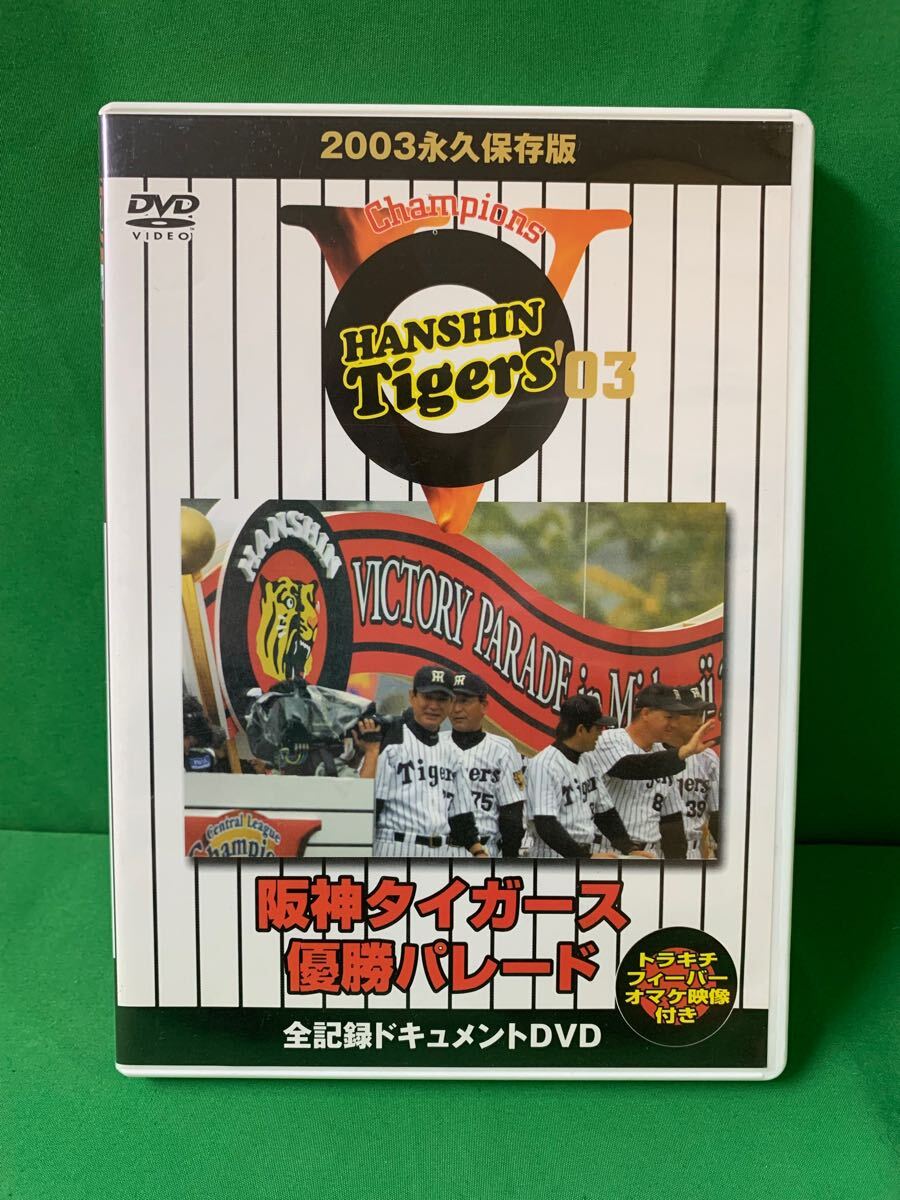 2003永久保存版
DVD
VIDEO
Champions
HANSHIN
Tigers '03
HANSHIN
VICTORY PARADE in
Tigers
75
8
39
Central League
Champions
阪神タイガース
優勝パレード
トラキチ
フィーバー
オマケ映像
付き
全記録ドキュメントDVD